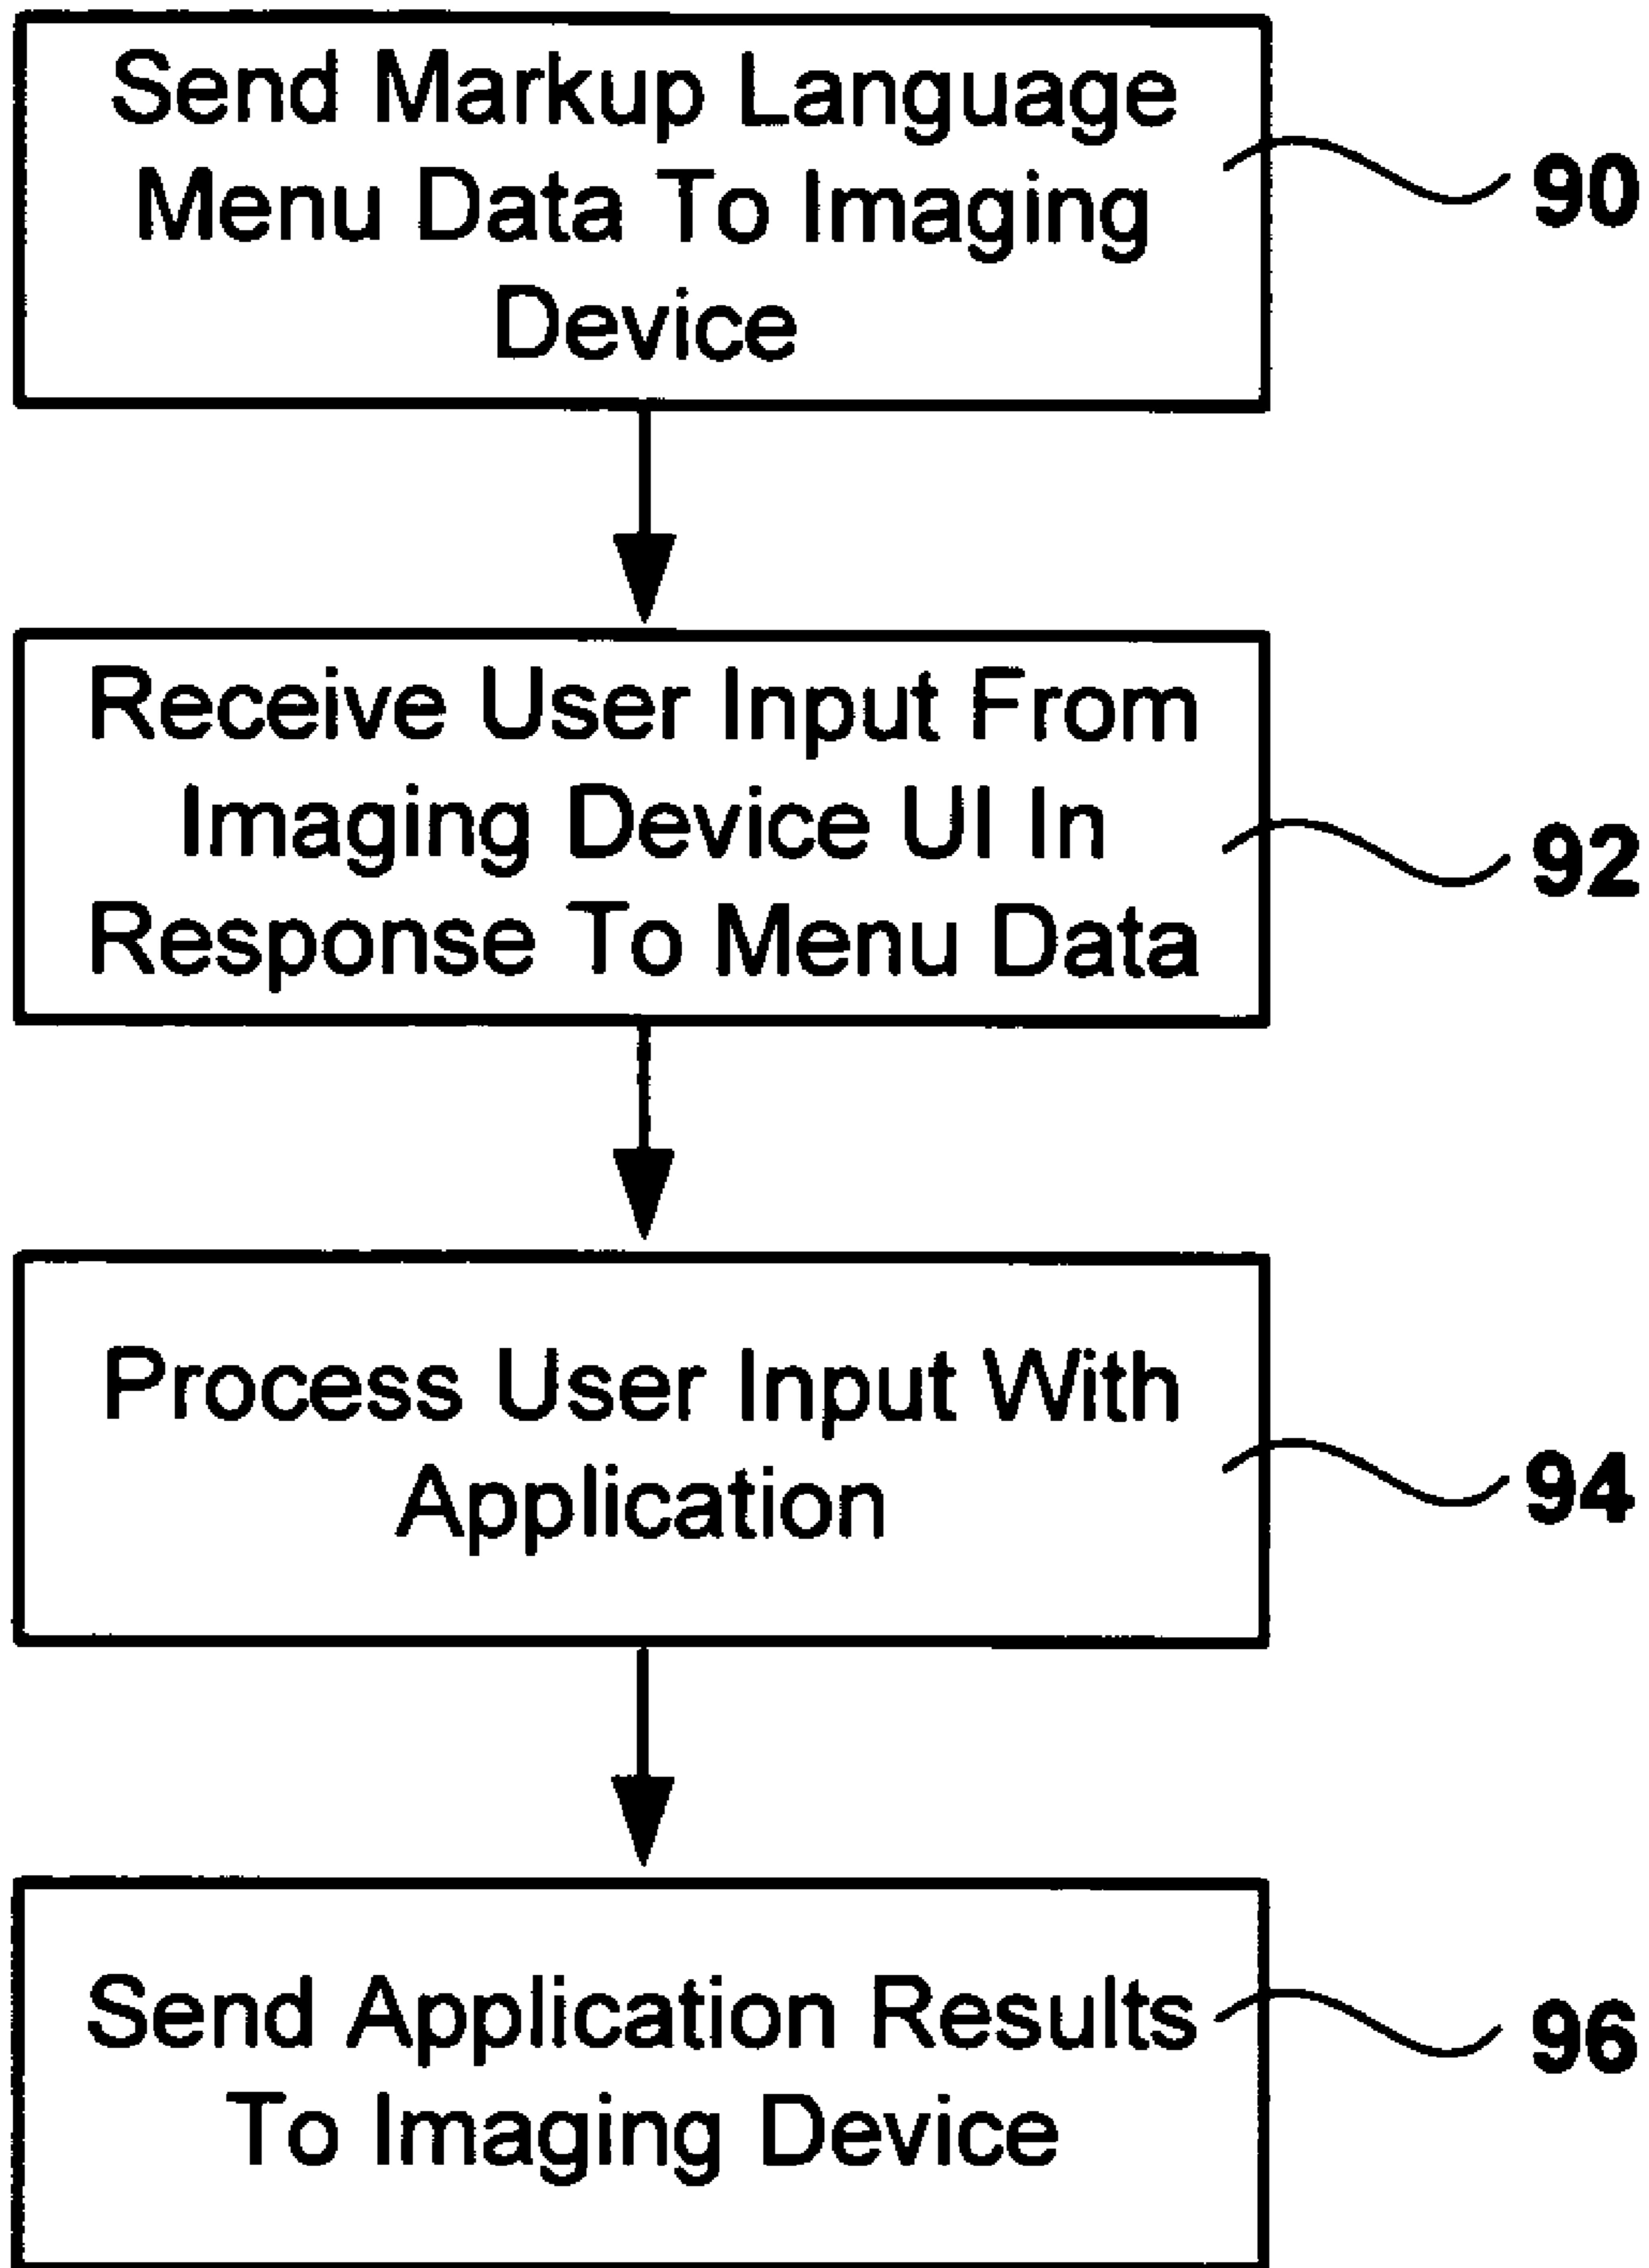 Send Markup Language
Menu Data To Imaging
Device
90
Receive User Input From
Imaging Device UI In
Response To Menu Data
92
Process User Input With
Application
94
Send Application Results
To Imaging Device
96